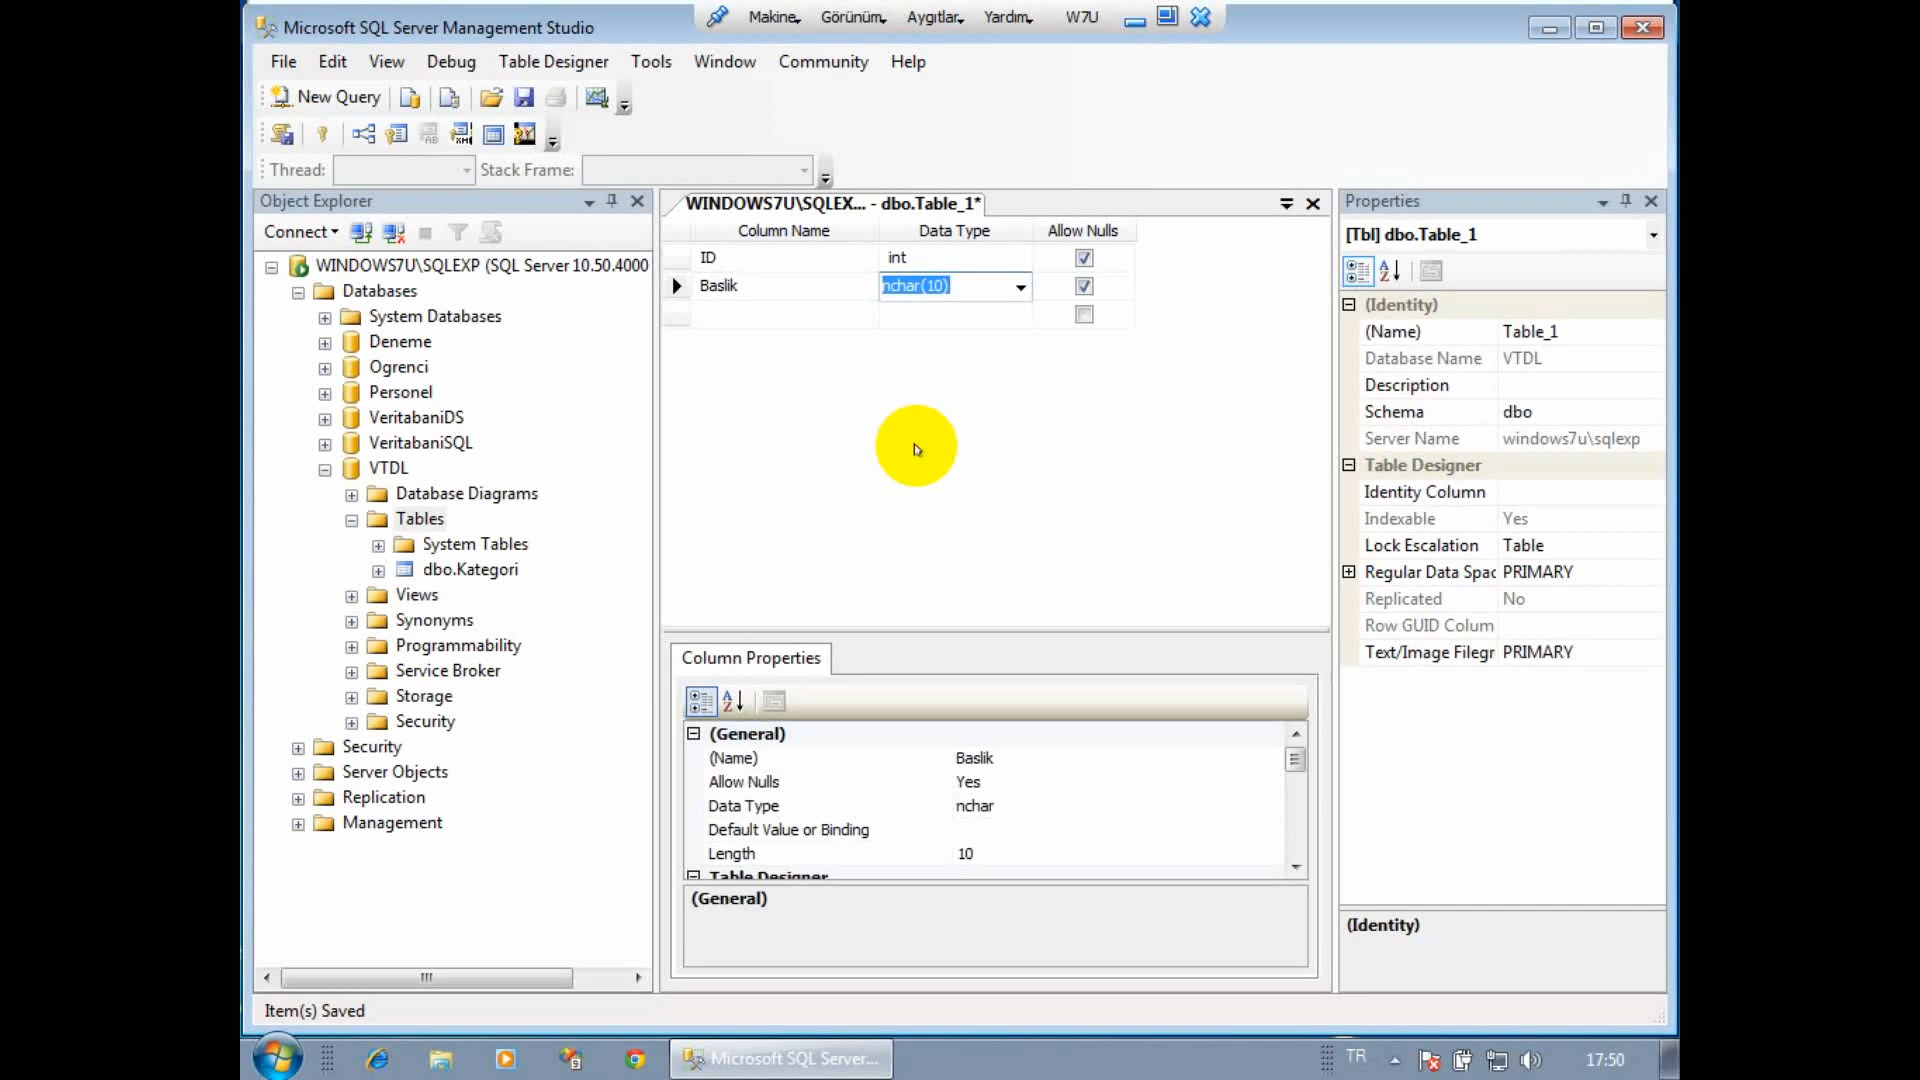 Makine Görünüm Aygıtlar Yardım W7U
Microsoft SQL Server Management Studio
File Edit View Debug Table Designer Tools Window Community Help
New Query
Thread: Stack Frame:
Object Explorer
Connect
WINDOWS7U\SQLEXP (SQL Server 10.50.4000
Databases
System Databases
Deneme
Ogrenci
Personel
VeritabaniDS
VeritabaniSQL
VTDL
Database Diagrams
Tables
System Tables
dbo.Kategori
Views
Synonyms
Programmability
Service Broker
Storage
Security
Security
Server Objects
Replication
Management
WINDOWS7U\SQLEX... - dbo.Table_1*
Column Name Data Type Allow Nulls
ID int
Baslik nchar(10)
Column Properties
(General)
(Name) Baslik
Allow Nulls Yes
Data Type nchar
Default Value or Binding
Length 10
Table Designer
(General)
Properties
[Tbl] dbo.Table_1
(Identity)
(Name) Table_1
Database Name VTDL
Description
Schema dbo
Server Name windows7u\sqlexp
Table Designer
Identity Column
Indexable Yes
Lock Escalation Table
Regular Data Spac PRIMARY
Replicated No
Row GUID Colum
Text/Image Filegr PRIMARY
(Identity)
Item(s) Saved
Microsoft SQL Server...
TR
17:50